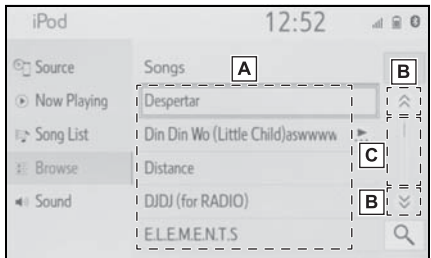 iPod 12:52
Source Songs A B
Now Playing Despertar
Song List Din Din Wo (Little Child)aswwww
C
Browse Distance
Sound DJDJ (for RADIO) B
E.L.E.M.E.N.T.S